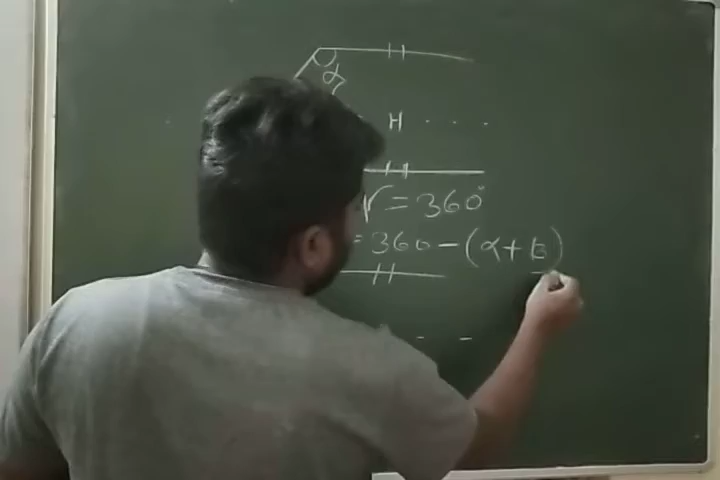 α
H . . .
γ = 360°
= 360 - (α + β)
- -